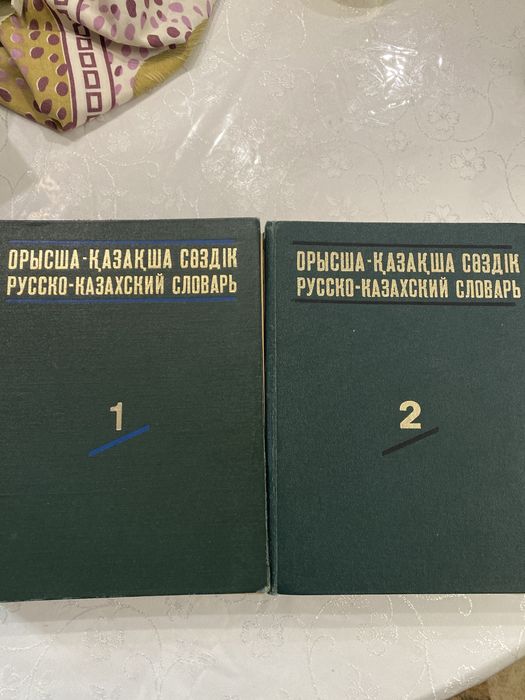 ОРЫСША-ҚАЗАҚША СӨЗДІК
РУССКО-КАЗАХСКИЙ СЛОВАРЬ
1
ОРЫСША-ҚАЗАҚША СӨЗДІК
РУССКО-КАЗАХСКИЙ СЛОВАРЬ
2